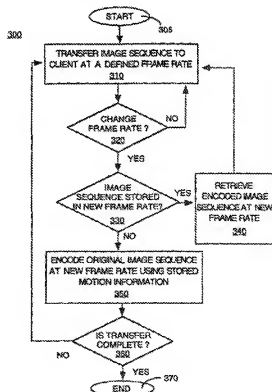 300
START
305
TRANSFER IMAGE SEQUENCE TO
CLIENT AT A DEFINED FRAME RATE
310
CHANGE
FRAME RATE ?
320
NO
YES
IMAGE
SEQUENCE STORED
IN NEW FRAME RATE?
330
YES
RETRIEVE
ENCODED IMAGE
SEQUENCE AT NEW
FRAME RATE
340
NO
ENCODE ORIGINAL IMAGE SEQUENCE
AT NEW FRAME RATE USING STORED
MOTION INFORMATION
350
IS TRANSFER
COMPLETE ?
360
NO
YES
370
END